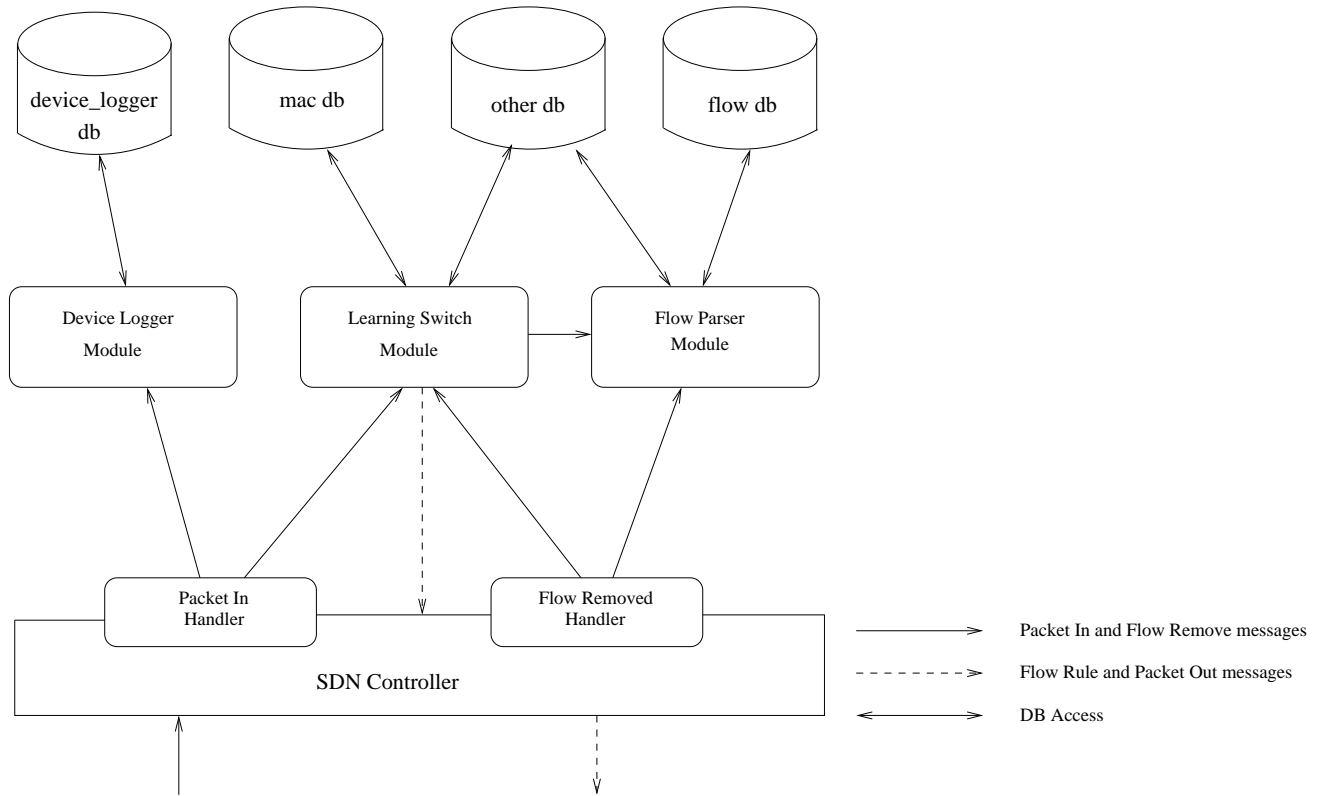 device_logger
db
mac db
other db
flow db
Device Logger
Module
Learning Switch
Module
Flow Parser
Module
Packet In
Handler
Flow Removed
Handler
SDN Controller
Packet In and Flow Remove messages
Flow Rule and Packet Out messages
DB Access